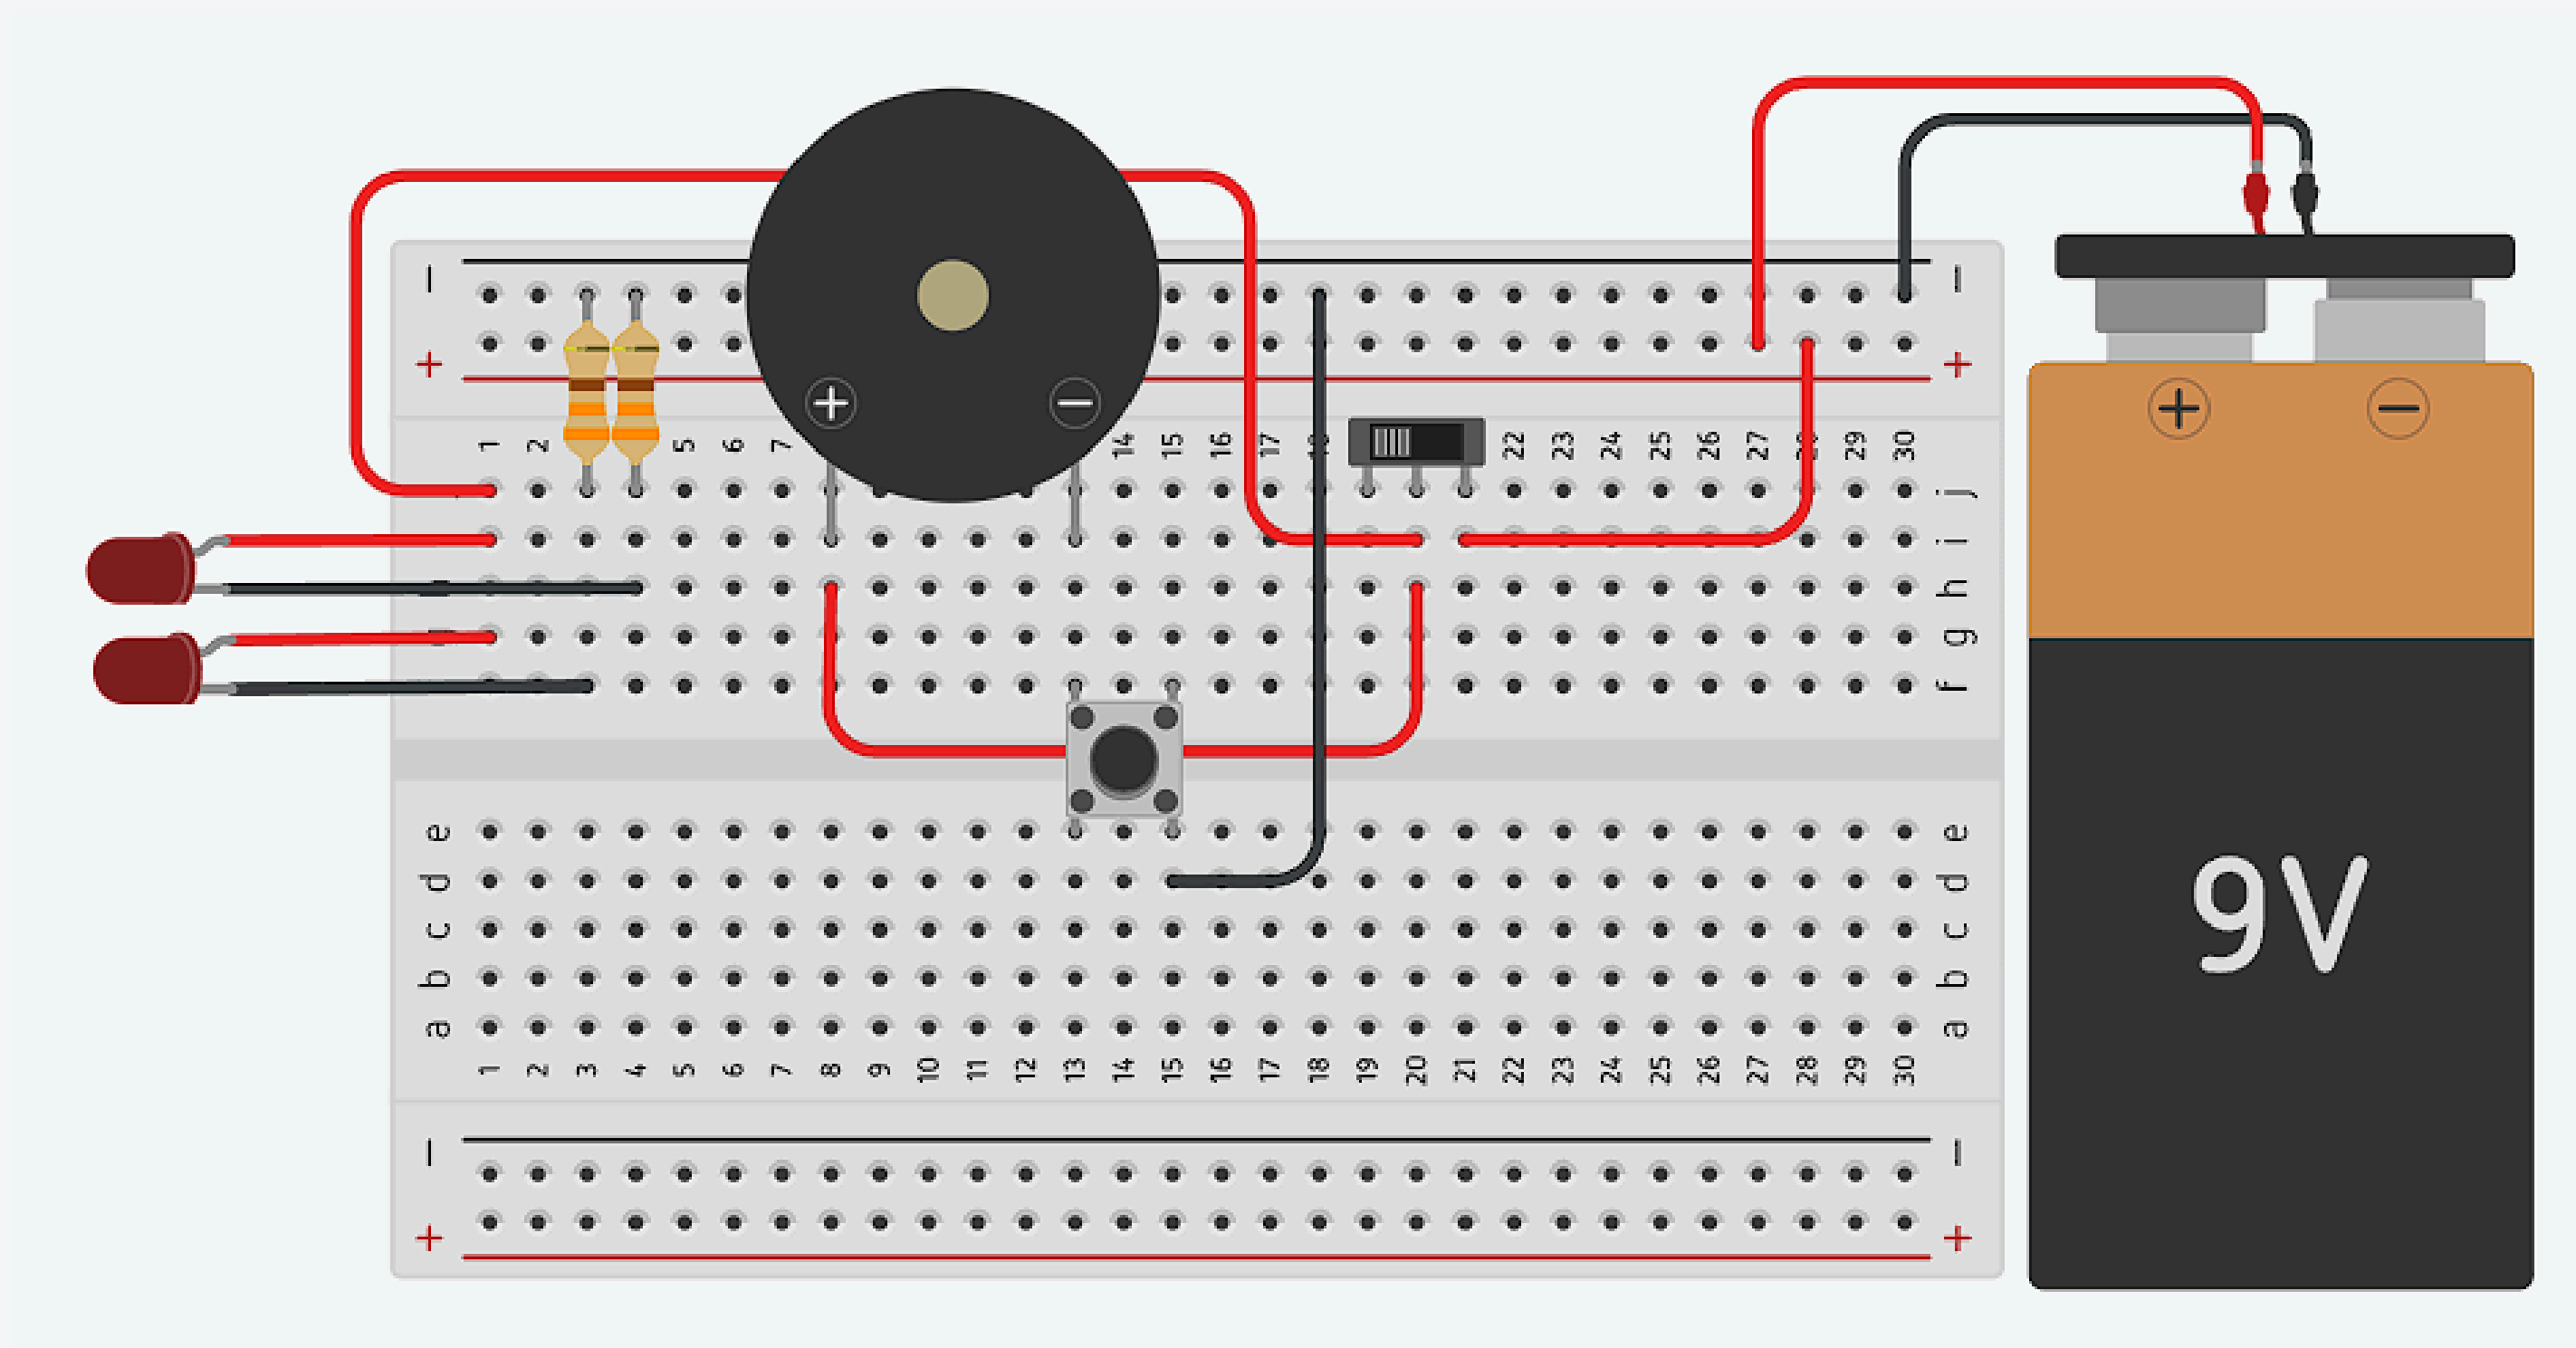 − −
+ +
+ −
1 2 5 6 7 14 15 16 17 22 23 24 25 26 27 29 30
+ −
j
i
h
g
f
e e
d d
c c
b b
a a
1 2 3 4 5 6 7 8 9 10 11 12 13 14 15 16 17 18 19 20 21 22 23 24 25 26 27 28 29 30
− −
+ +
9V